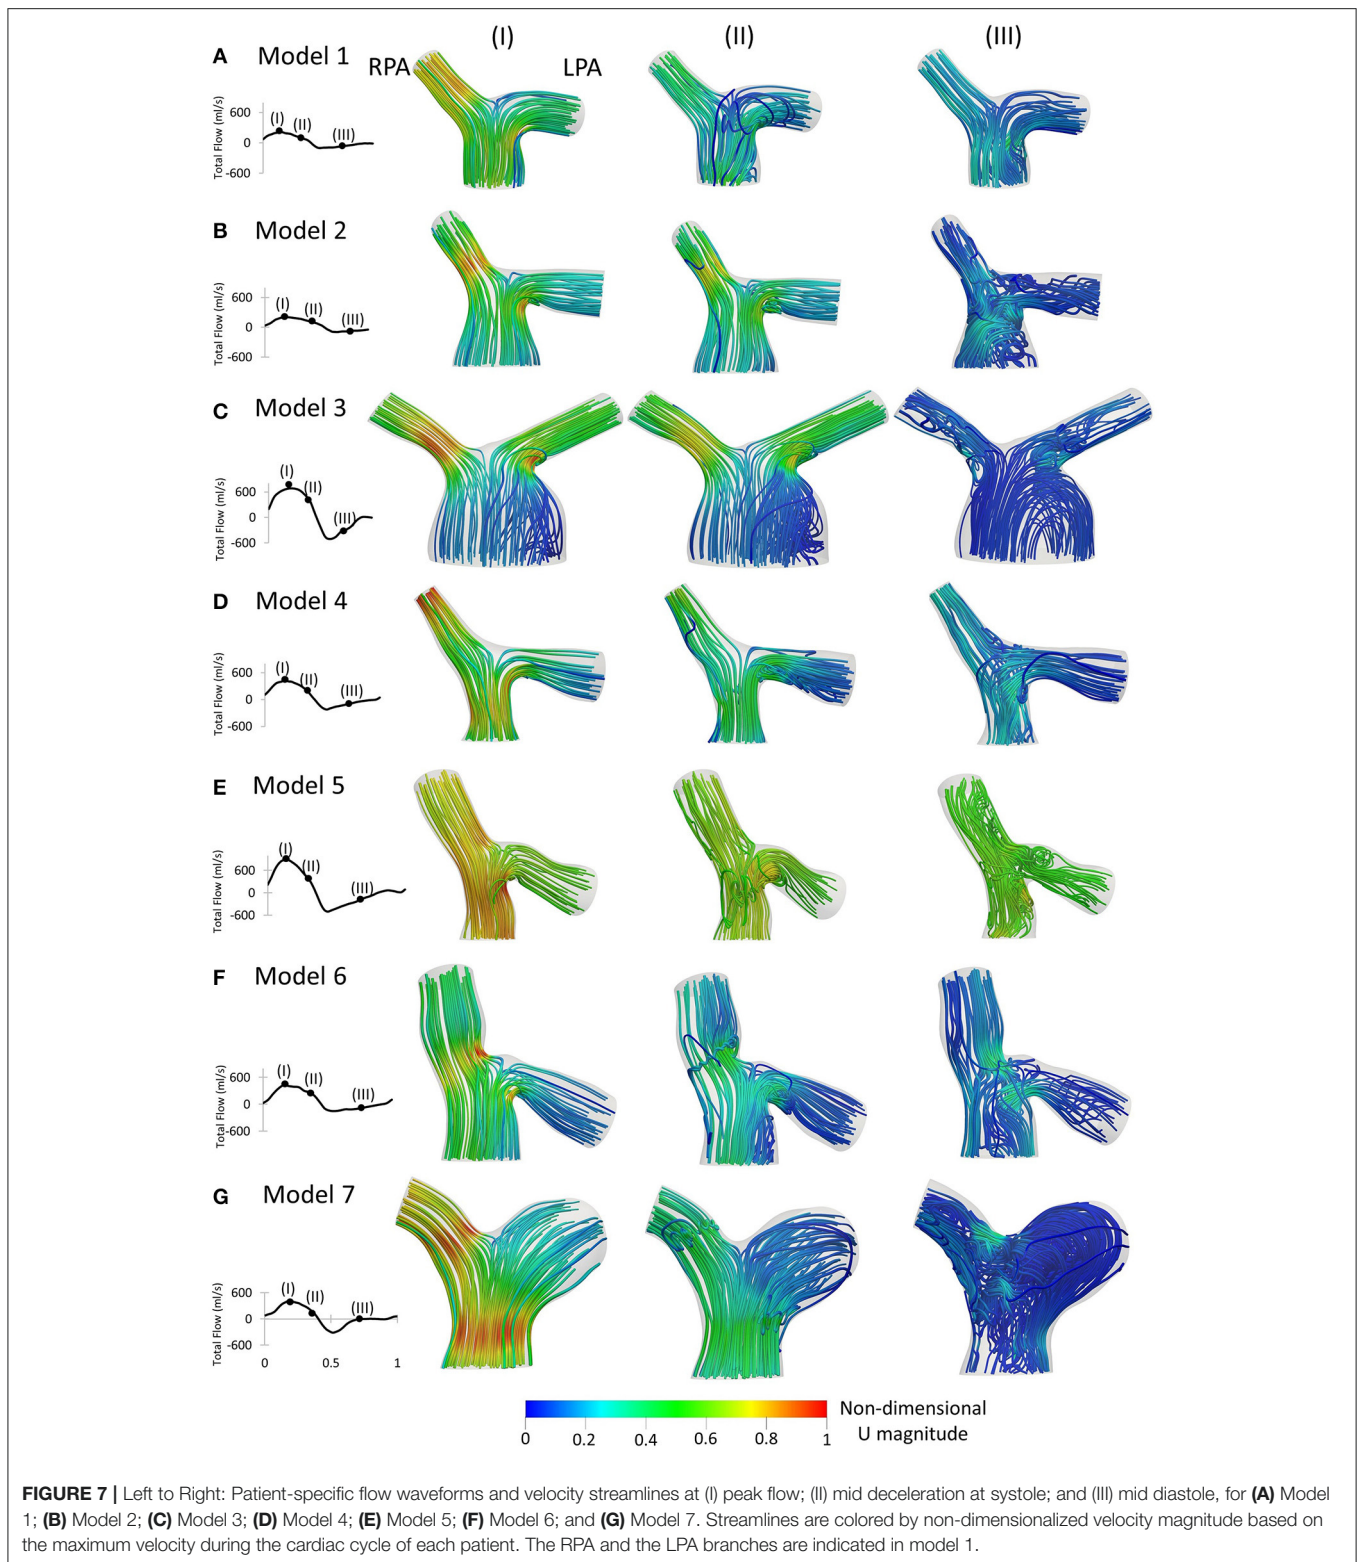 (I) (II) (III)
A Model 1
RPA LPA
Total Flow (ml/s)
600
0
-600
(I) (II) (III)
B Model 2
Total Flow (ml/s)
600
0
-600
(I) (II) (III)
C Model 3
Total Flow (ml/s)
600
0
-600
(I) (II) (III)
D Model 4
Total Flow (ml/s)
600
0
-600
(I) (II) (III)
E Model 5
Total Flow (ml/s)
600
0
-600
(I) (II) (III)
F Model 6
Total Flow (ml/s)
600
0
-600
(I) (II) (III)
G Model 7
Total Flow (ml/s)
600
0
-600
(I) (II) (III)
0 0.5 1
0 0.2 0.4 0.6 0.8 1
Non-dimensional
U magnitude
FIGURE 7 | Left to Right: Patient-specific flow waveforms and velocity streamlines at (I) peak flow; (II) mid deceleration at systole; and (III) mid diastole, for (A) Model
1; (B) Model 2; (C) Model 3; (D) Model 4; (E) Model 5; (F) Model 6; and (G) Model 7. Streamlines are colored by non-dimensionalized velocity magnitude based on
the maximum velocity during the cardiac cycle of each patient. The RPA and the LPA branches are indicated in model 1.